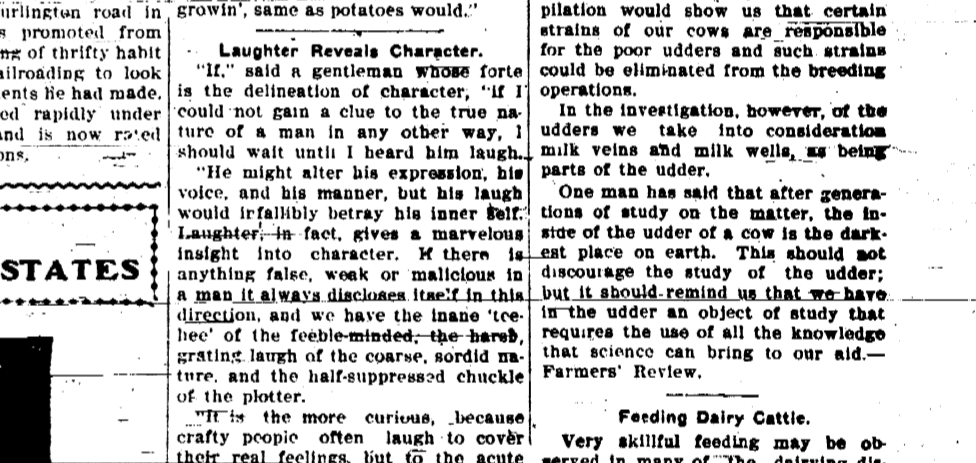 urlington road in
s promoted from
ng of thrifty habit
ailroading to look
ents he had made.
ed rapidly under
and is now rated
ons.
STATES
growin', same as potatoes would."
Laughter Reveals Character.
"If," said a gentleman whose forte
is the delineation of character, "if I
could not gain a clue to the true na-
ture of a man in any other way, I
should wait until I heard him laugh.
"He might alter his expression, his
voice, and his manner, but his laugh
would infallibly betray his inner self.
Laughter, in fact, gives a marvelous
insight into character. If there is
anything false, weak or malicious in
a man it always discloses itself in this
direction, and we have the inane 'tee-
hee' of the feeble-minded, the harsh,
grating laugh of the coarse, sordid na-
ture, and the half-suppressed chuckle
of the plotter.
"It is the more curious, because
crafty people often laugh to cover
their real feelings, but to the acute
pilation would show us that certain
strains of our cows are responsible
for the poor udders and such strains
could be eliminated from the breeding
operations.
In the investigation, however, of the
udders we take into consideration
milk veins and milk wells, as being
parts of the udder.
One man has said that after genera-
tions of study on the matter, the in-
side of the udder of a cow is the dark-
est place on earth. This should not
discourage the study of the udder;
but it should remind us that we have
in the udder an object of study that
requires the use of all the knowledge
that science can bring to our aid.—
Farmers' Review.
Feeding Dairy Cattle.
Very skillful feeding may be ob-
served in many of the dairying dis-